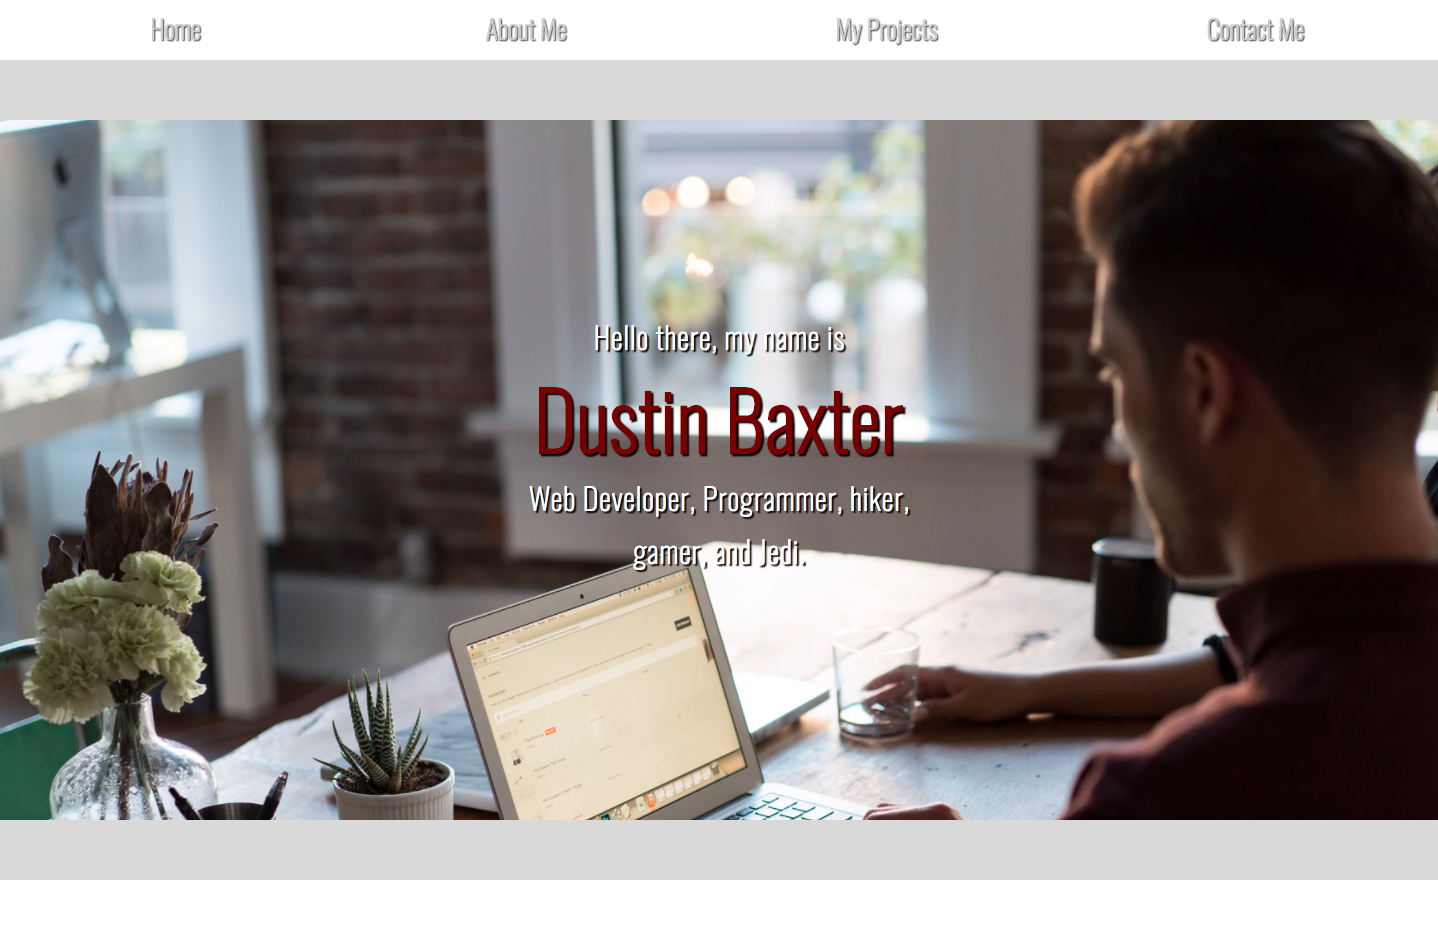 Home
About Me
My Projects
Contact Me
Hello there, my name is
Dustin Baxter
Web Developer, Programmer, hiker,
gamer, and Jedi.